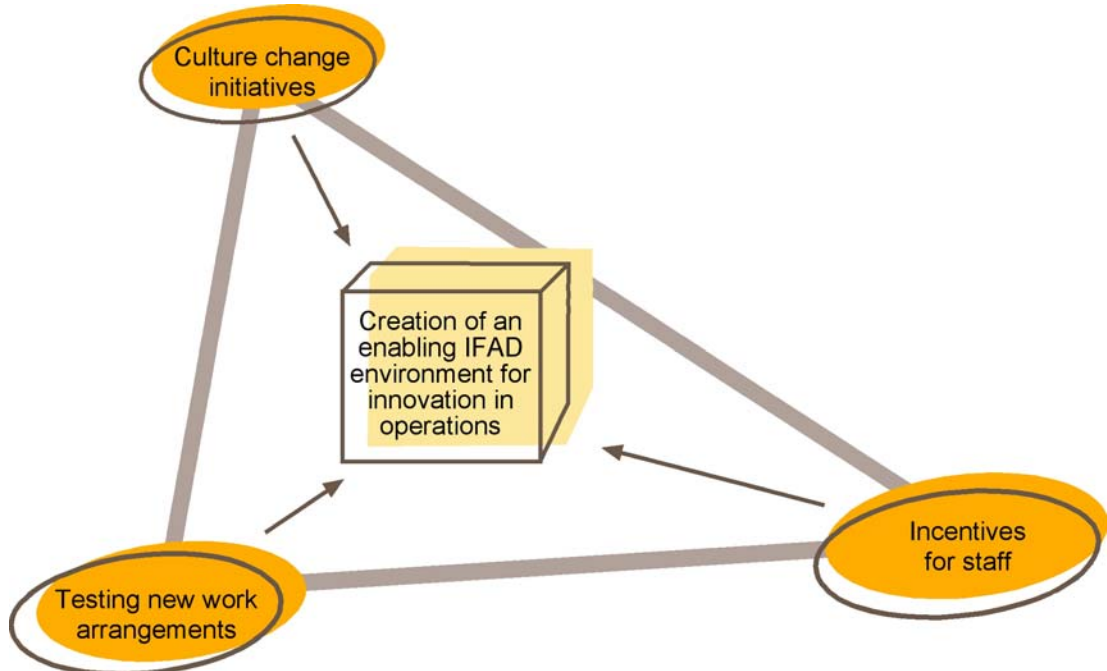 Culture change
initiatives
Creation of an
enabling IFAD
environment for
innovation in
operations
Incentives
for staff
Testing new work
arrangements